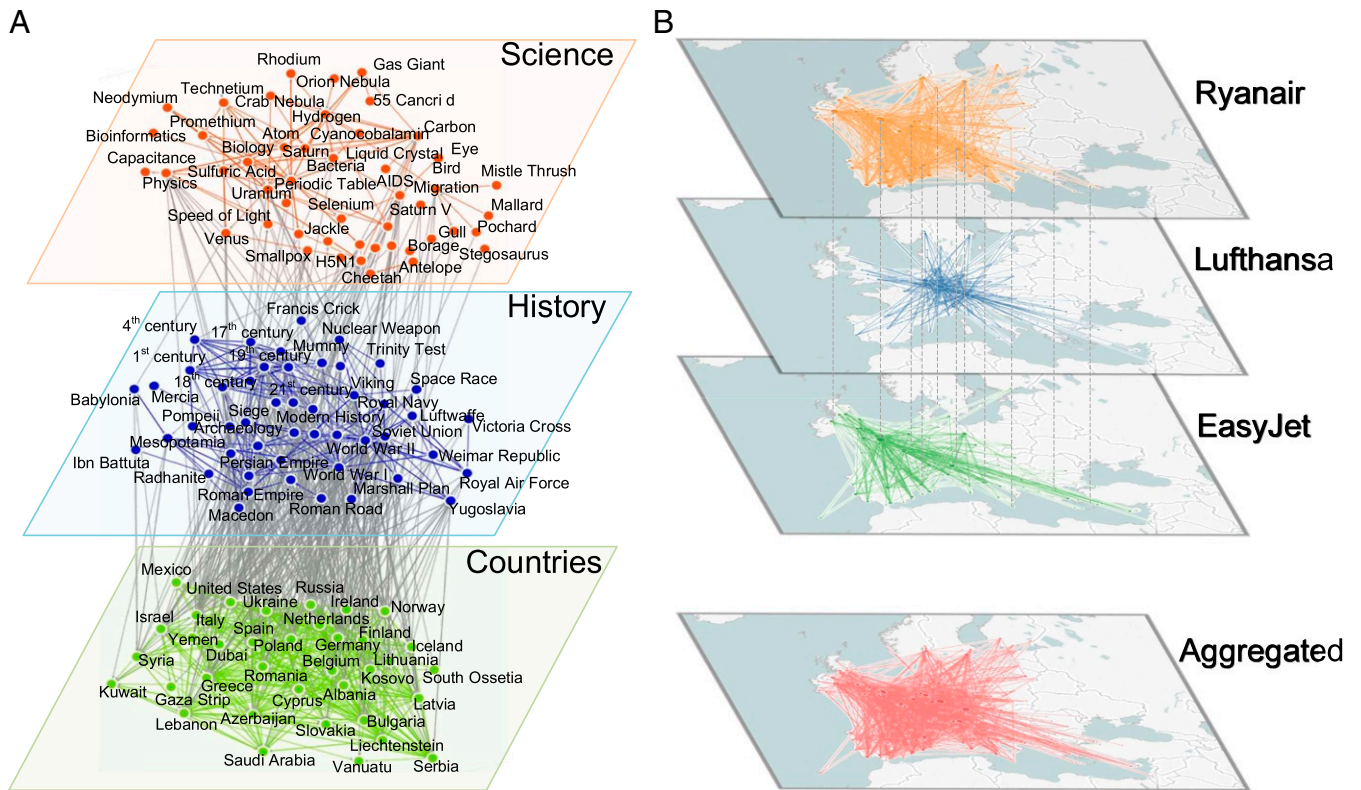 A
Science
Rhodium
Gas Giant
Orion Nebula
Technetium
Neodymium
Crab Nebula
55 Cancri d
Hydrogen
Promethium
Carbon
Bioinformatics
Atom
Cyanocobalamin
Biology
Saturn
Liquid Crystal
Eye
Capacitance
Bacteria
Bird
Sulfuric Acid
Mistle Thrush
Physics
Periodic Table
AIDS
Migration
Uranium
Selenium
Saturn V
Mallard
Speed of Light
Jackle
Pochard
Venus
Gull
Smallpox
Borage
Stegosaurus
H5N1
Antelope
Cheetah
History
Francis Crick
4th century
17th century
Nuclear Weapon
Mummy
Trinity Test
1st century
19th century
18th century
21st century
Viking
Space Race
Babylonia
Mercia
Royal Navy
Pompeii
Siege
Modern History
Luftwaffe
Archaeology
Victoria Cross
Soviet Union
Mesopotamia
World War II
Ibn Battuta
Persian Empire
Weimar Republic
Radhanite
World War I
Royal Air Force
Marshall Plan
Roman Empire
Roman Road
Macedon
Yugoslavia
Countries
Mexico
United States
Russia
Ukraine
Ireland
Norway
Israel
Italy
Netherlands
Spain
Finland
Yemen
Poland
Germany
Iceland
Syria
Dubai
Belgium
Lithuania
Romania
Kosovo
South Ossetia
Kuwait
Greece
Gaza Strip
Cyprus
Albania
Latvia
Lebanon
Azerbaijan
Bulgaria
Slovakia
Liechtenstein
Saudi Arabia
Vanuatu
Serbia
B
Ryanair
Lufthansa
EasyJet
Aggregated